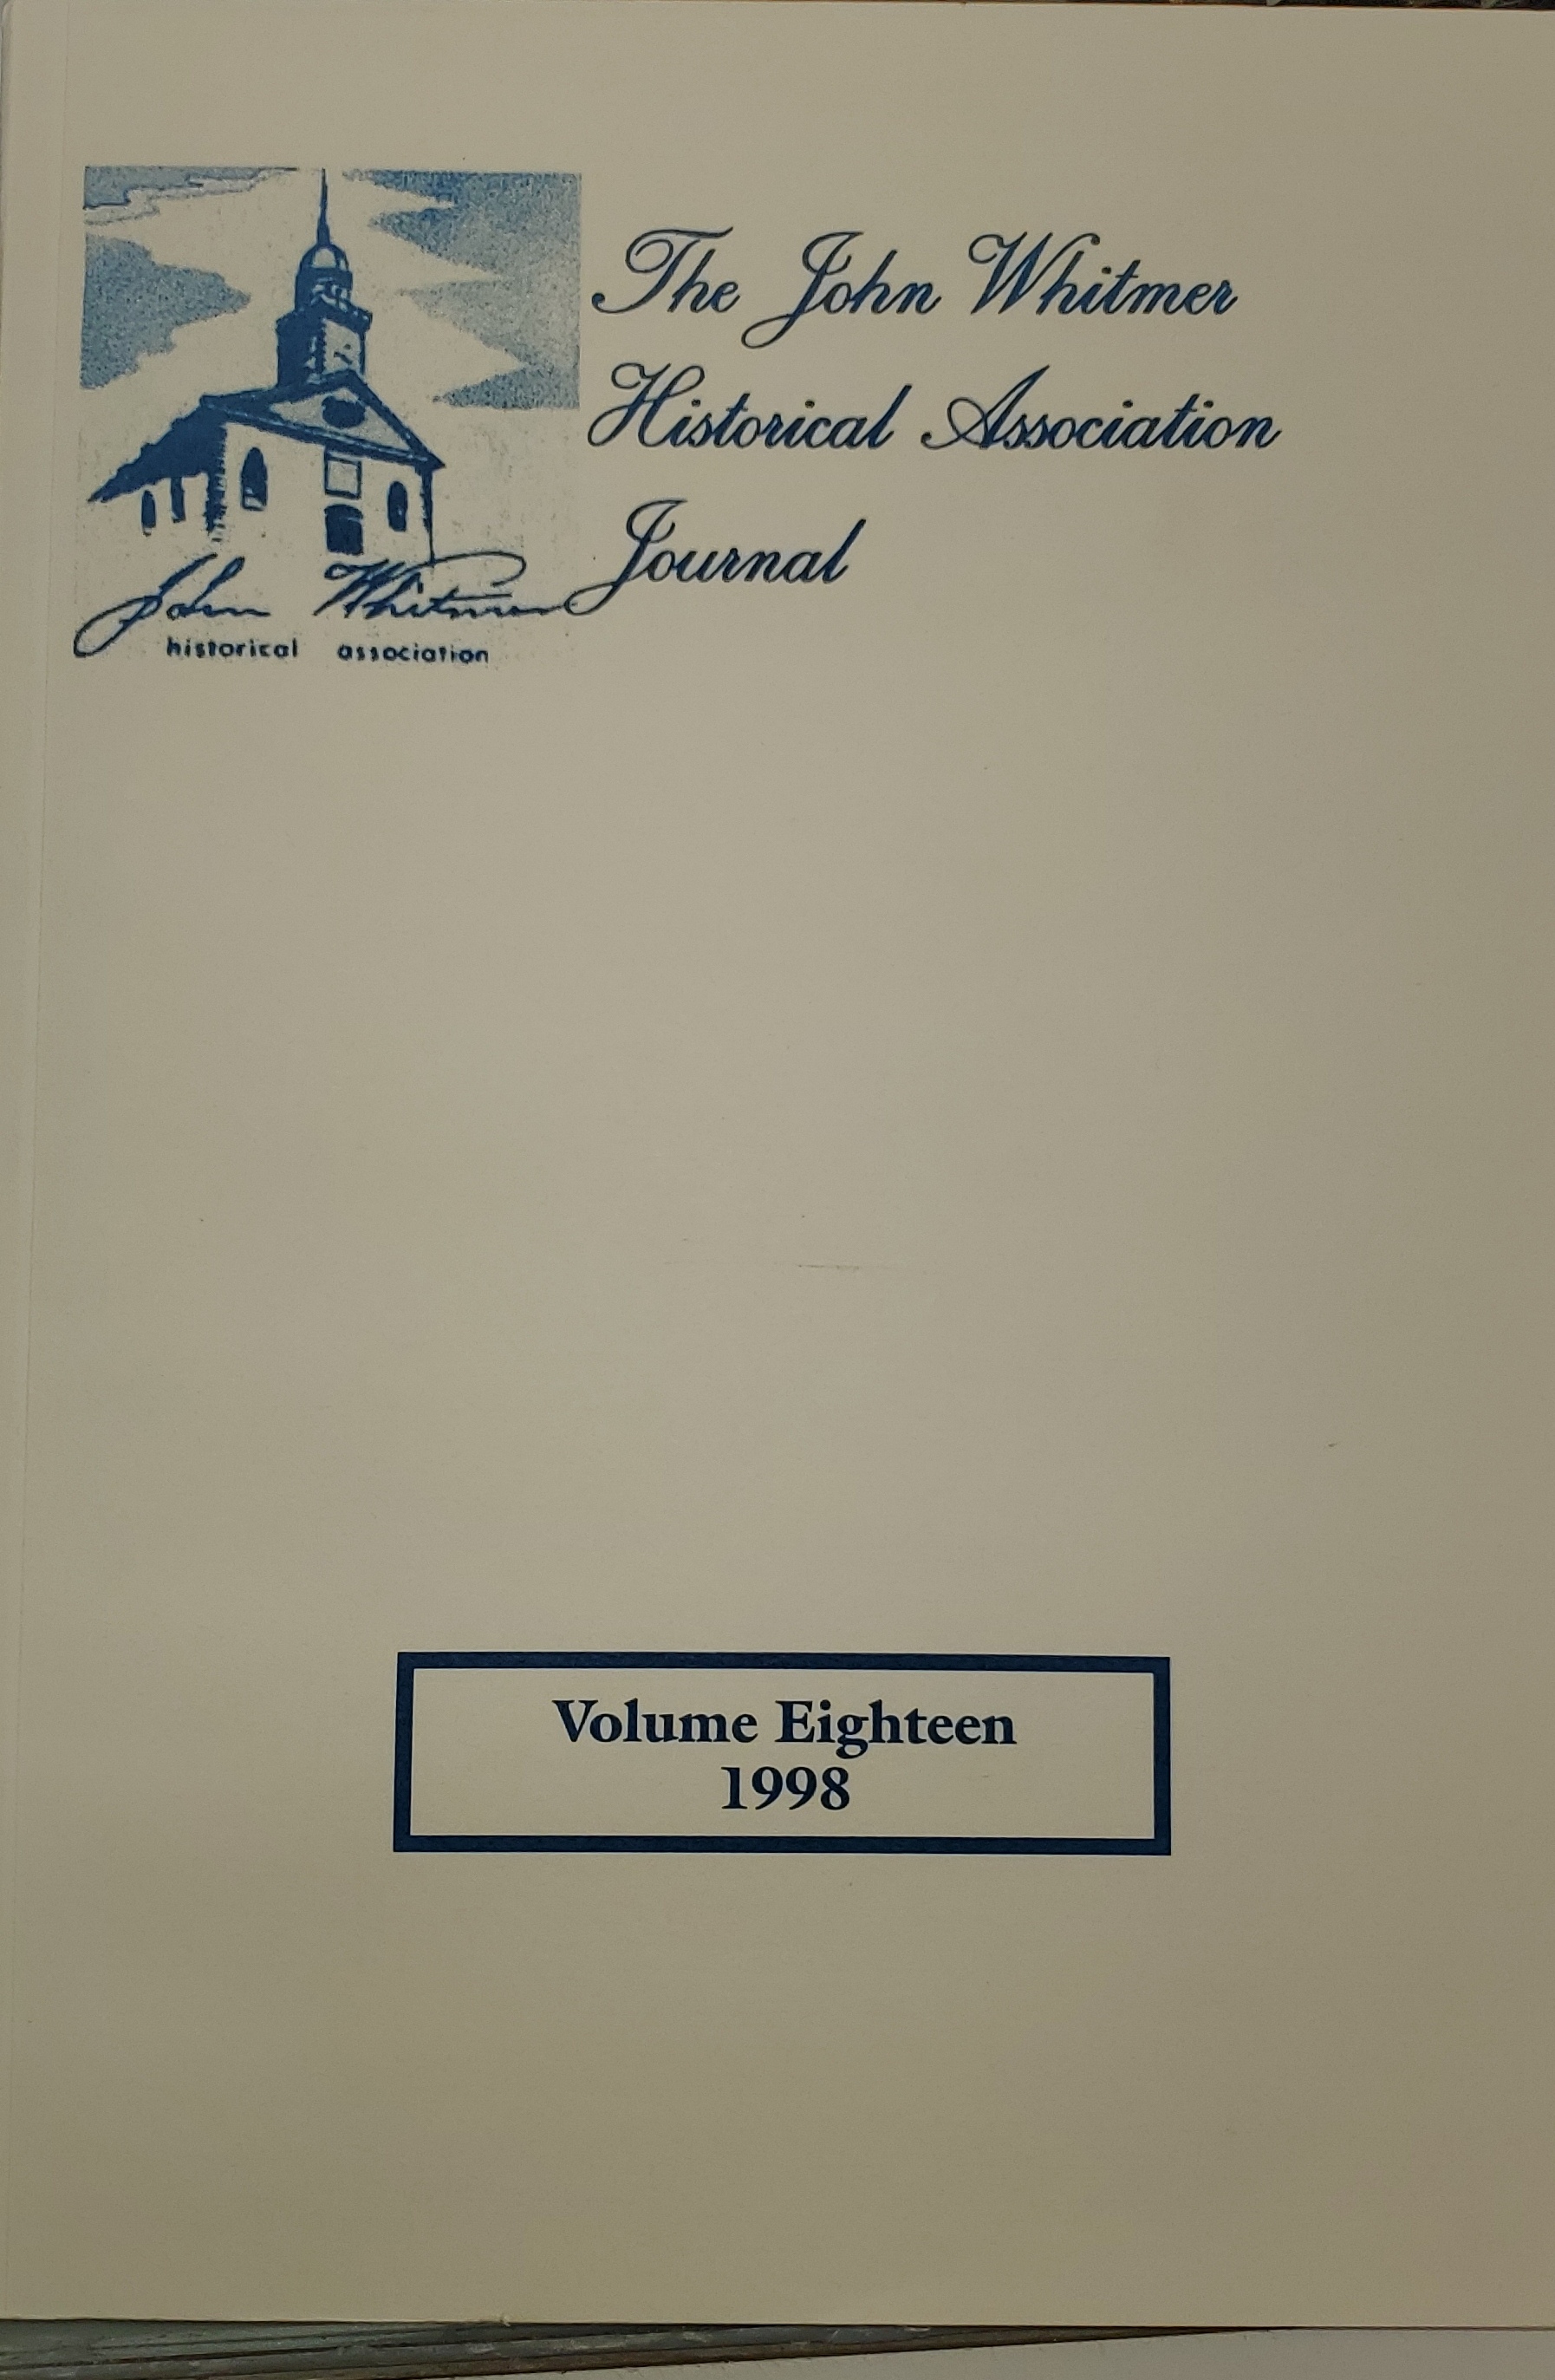 The John Whitmer
Historical Association
Journal
John Whitmer
historical association
Volume Eighteen
1998